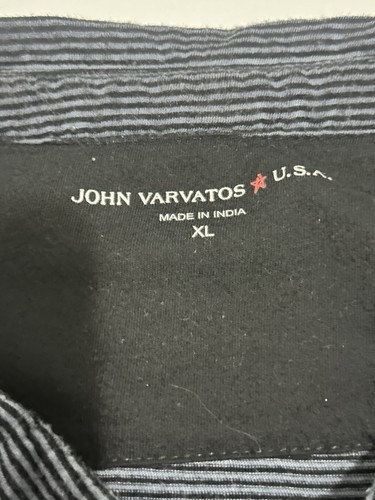 JOHN VARVATOS ★ U.S.A.
MADE IN INDIA
XL